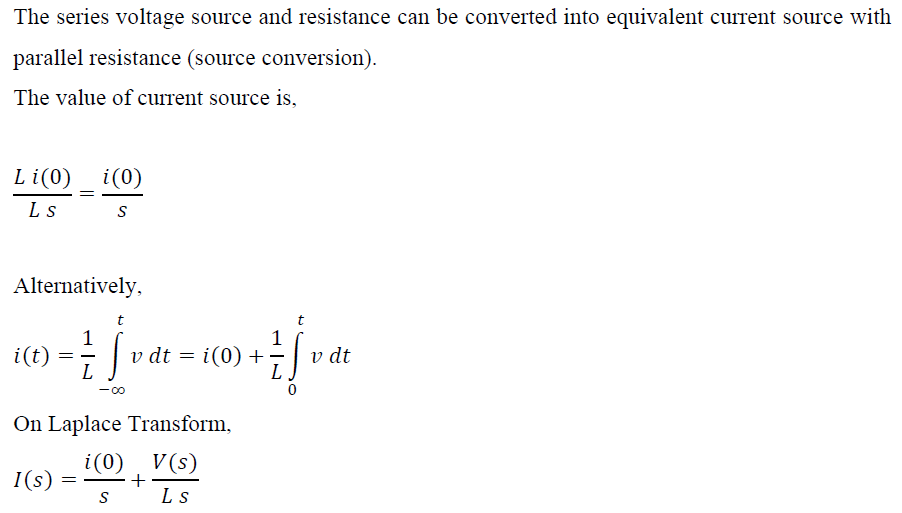 The series voltage source and resistance can be converted into equivalent current source with
parallel resistance (source conversion).
The value of current source is,
L i(0) / L s = i(0) / s
Alternatively,
i(t) = 1/L ∫_{-∞}^{t} v dt = i(0) + 1/L ∫_{0}^{t} v dt
On Laplace Transform,
I(s) = i(0) / s + V(s) / L s